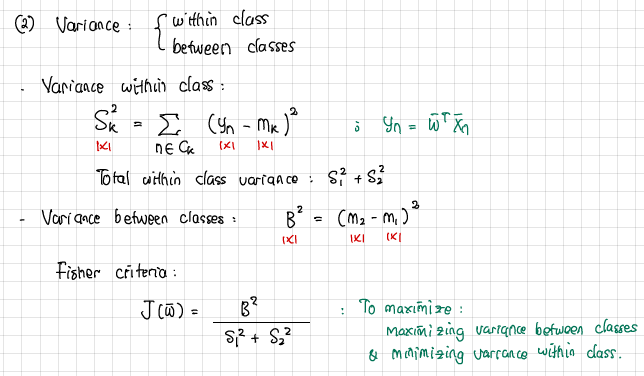 (2) Variance : { within class
between classes
- Variance within class :
S_k^2 = Σ_{n∈C_k} (y_n - m_k)^2 ; y_n = w̄^T x̄_n
1×1 1×1 1×1
Total within class variance : S_1^2 + S_2^2
- Variance between classes : B^2 = (m_2 - m_1)^2
1×1 1×1 1×1
Fisher criteria :
J(w̄) = B^2 / (S_1^2 + S_2^2) : To maximize :
Maximizing variance between classes
& minimizing variance within class.